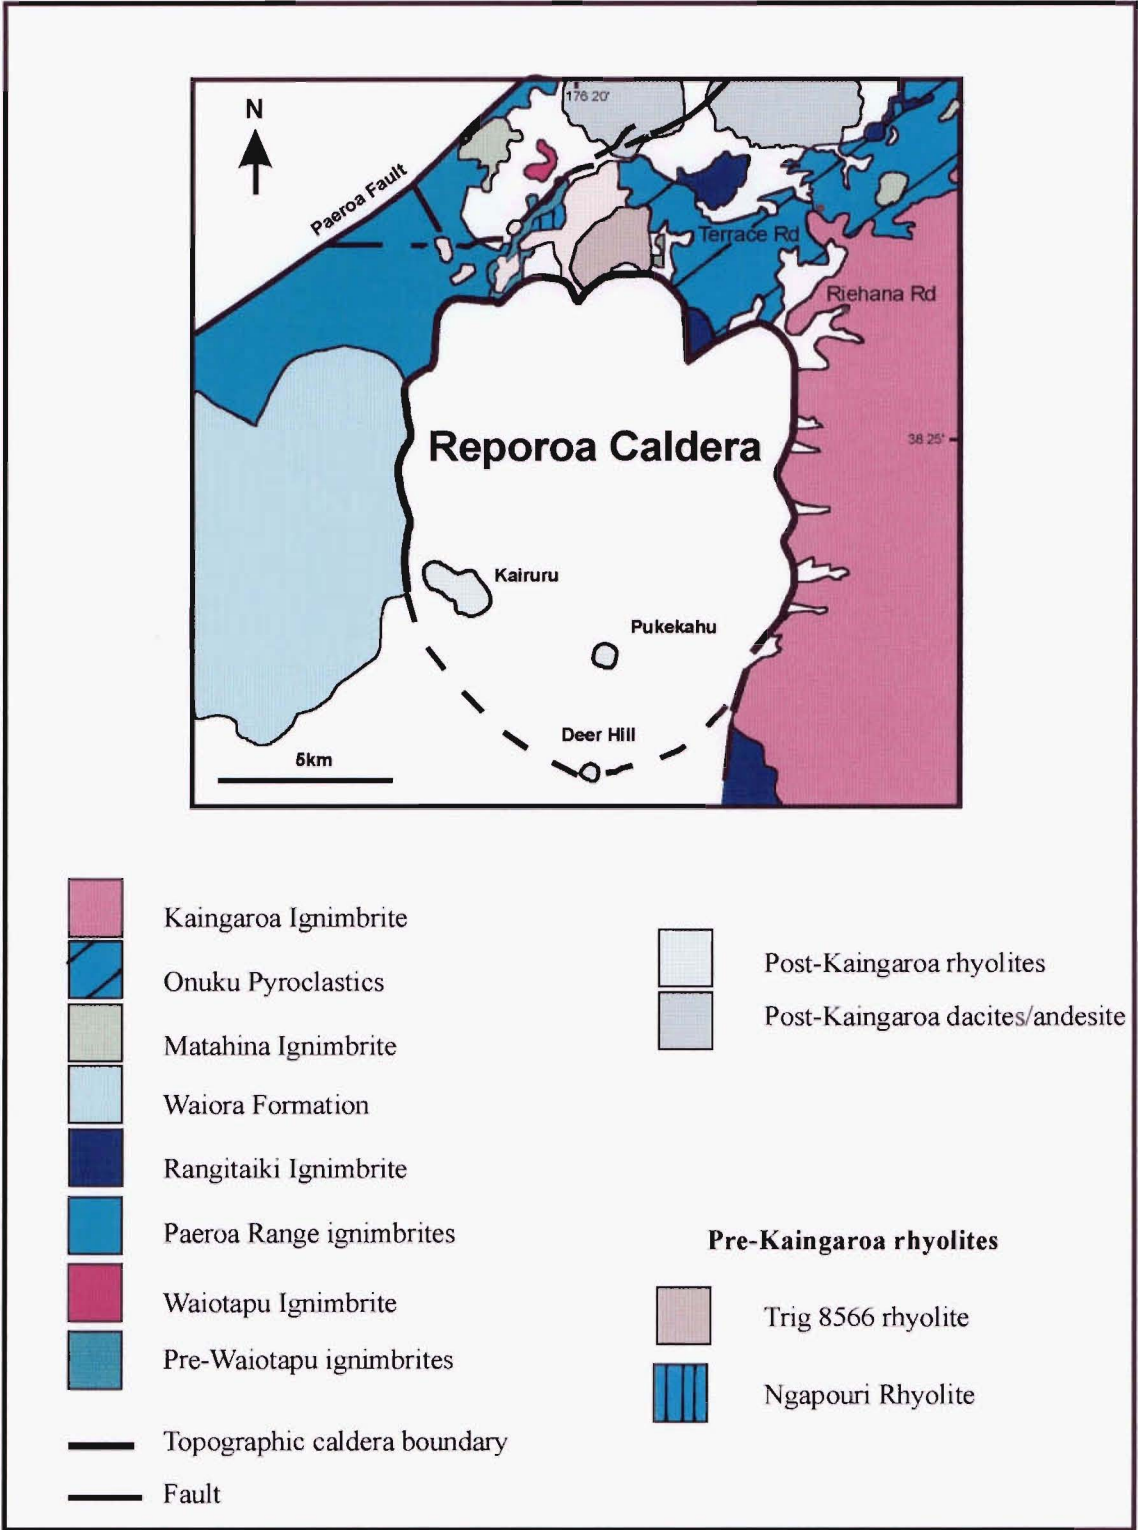 N
176 20'
Paeroa Fault
Terrace Rd
Riehana Rd
Reporoa Caldera
38 25'
Kairuru
Pukekahu
Deer Hill
5km
Kaingaroa Ignimbrite
Onuku Pyroclastics
Matahina Ignimbrite
Waiora Formation
Rangitaiki Ignimbrite
Paeroa Range ignimbrites
Waiotapu Ignimbrite
Pre-Waiotapu ignimbrites
Topographic caldera boundary
Fault
Post-Kaingaroa rhyolites
Post-Kaingaroa dacites/andesite
Pre-Kaingaroa rhyolites
Trig 8566 rhyolite
Ngapouri Rhyolite